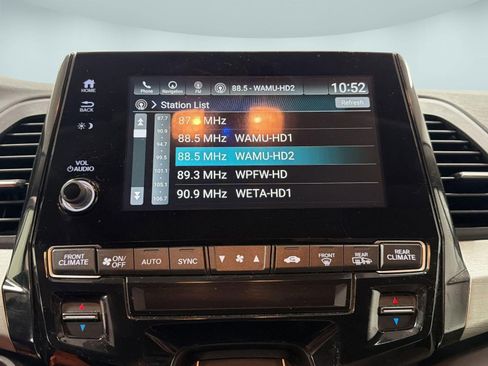 Phone Navigation FM 88.5 - WAMU-HD2 10:52
Station List Refresh
HOME
BACK
VOL
AUDIO
87.7
90.9
94.3
99.5
101.1
105.1
106.7
MHz
88.5 MHz WAMU-HD1
88.5 MHz WAMU-HD2
89.3 MHz WPFW-HD
90.9 MHz WETA-HD1
FRONT CLIMATE ON/OFF AUTO SYNC FRONT REAR REAR CLIMATE